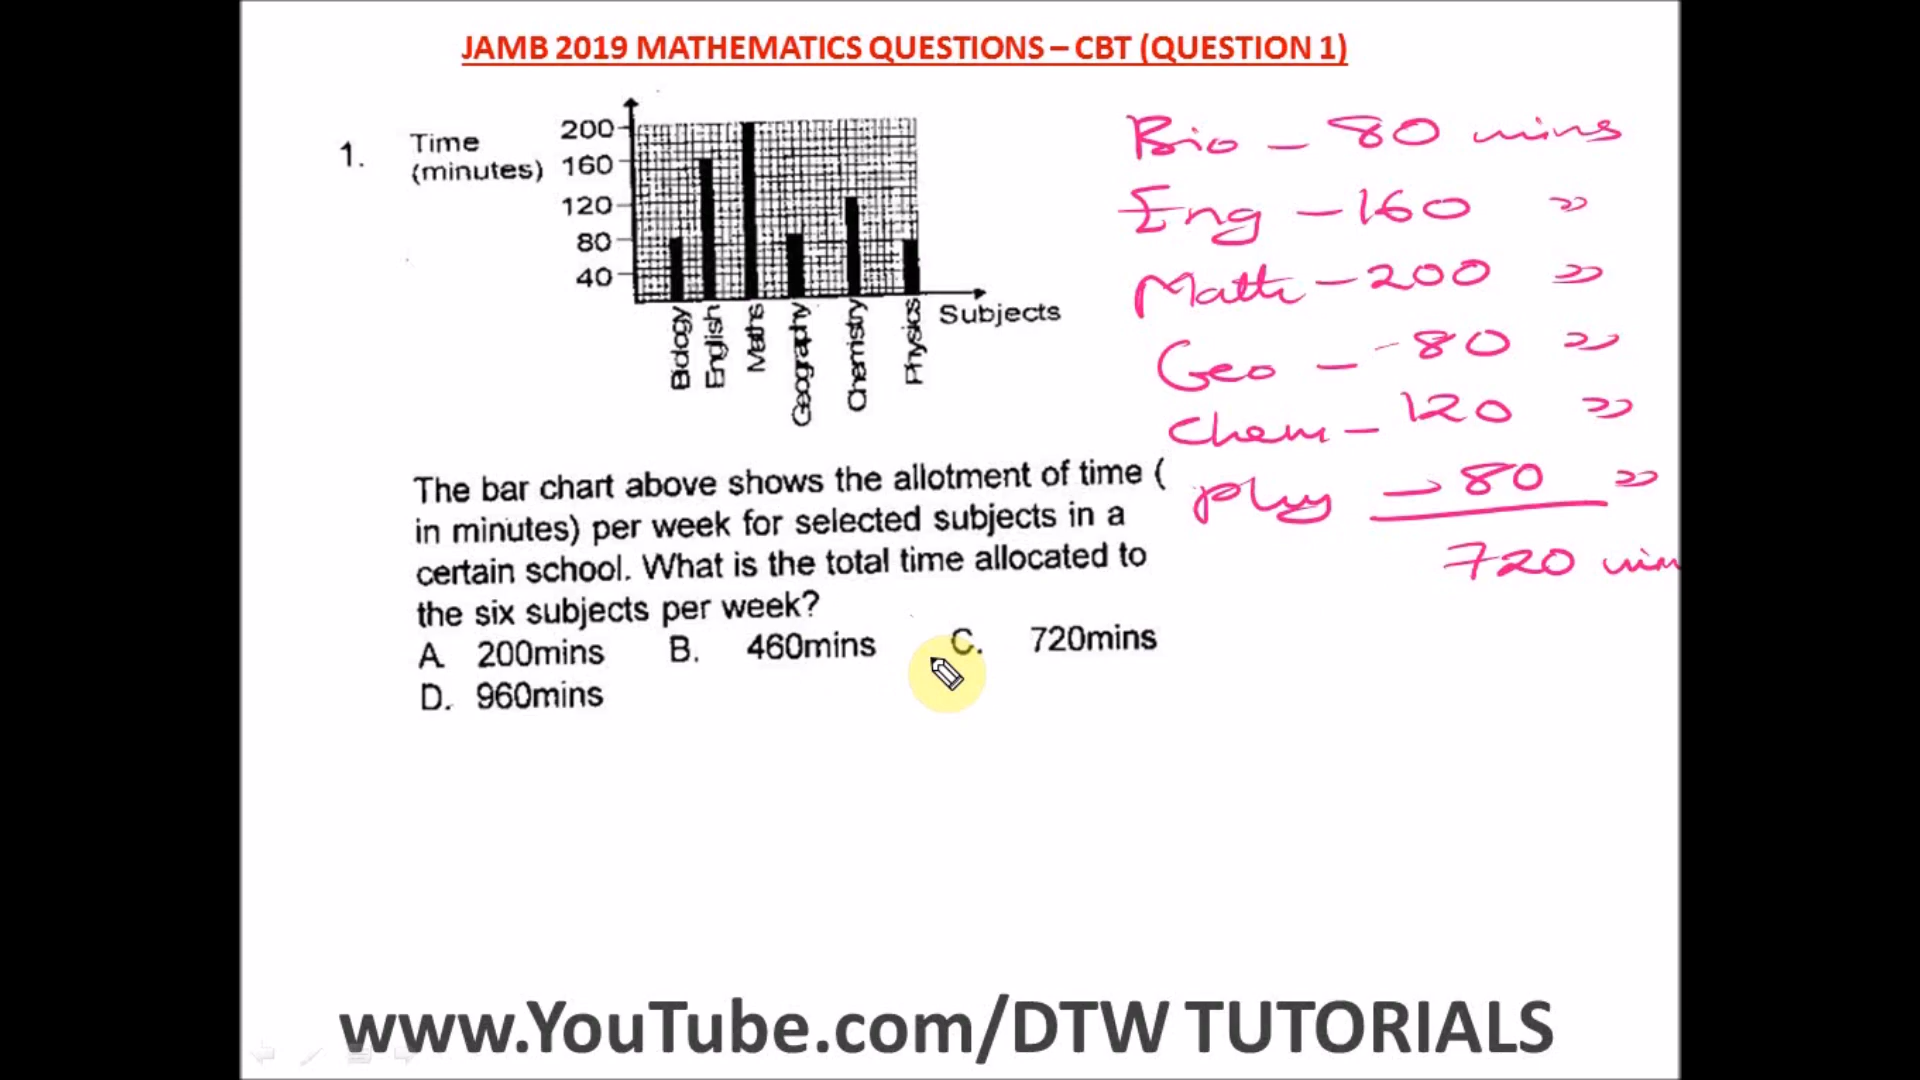 JAMB 2019 MATHEMATICS QUESTIONS – CBT (QUESTION 1)
1.
Time
(minutes)
200
160
120
80
40
Biology
English
Maths
Geography
Chemistry
Physics
Subjects
The bar chart above shows the allotment of time (
in minutes) per week for selected subjects in a
certain school. What is the total time allocated to
the six subjects per week?
A 200mins B. 460mins C. 720mins
D. 960mins
Bio – 80 mins
Eng – 160 "
Math – 200 "
Geo – 80 "
Chem – 120 "
phy – 80 "
720 min
www.YouTube.com/DTW TUTORIALS